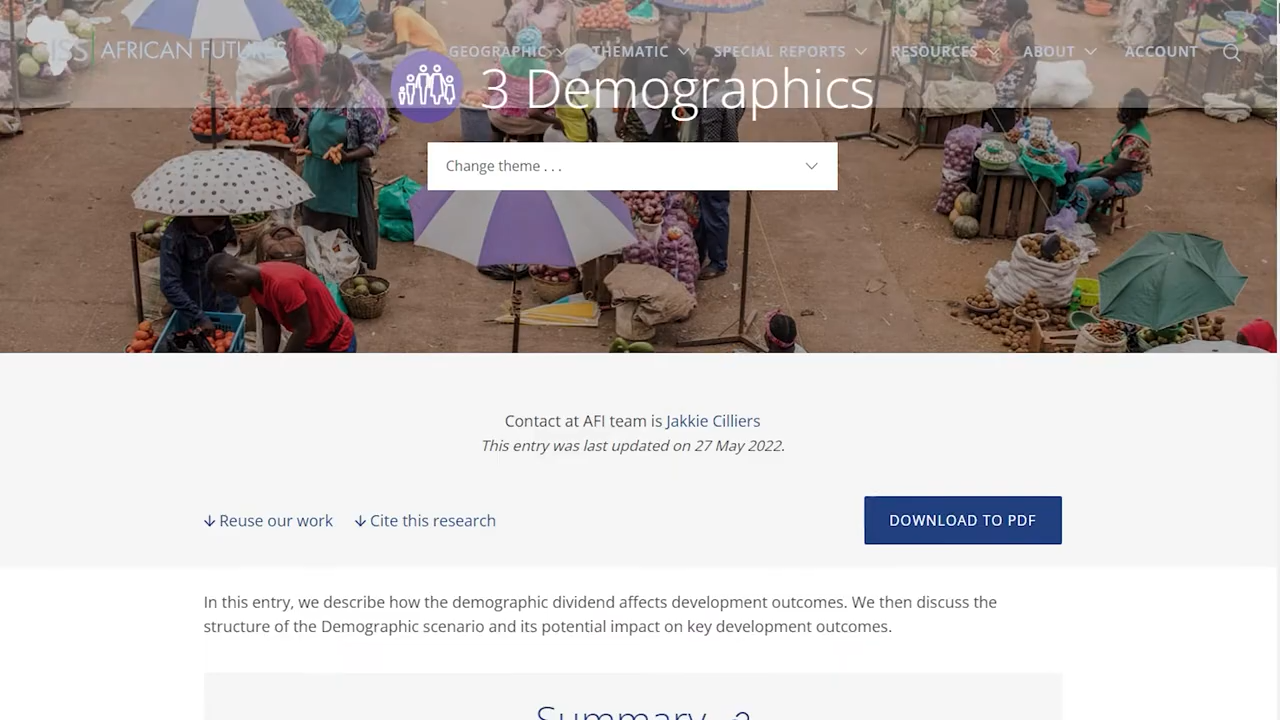 ISS AFRICAN FUTURES
GEOGRAPHIC THEMATIC SPECIAL REPORTS RESOURCES ABOUT ACCOUNT
3 Demographics
Change theme . . .
Contact at AFI team is Jakkie Cilliers
This entry was last updated on 27 May 2022.
Reuse our work Cite this research
DOWNLOAD TO PDF
In this entry, we describe how the demographic dividend affects development outcomes. We then discuss the
structure of the Demographic scenario and its potential impact on key development outcomes.
Summary